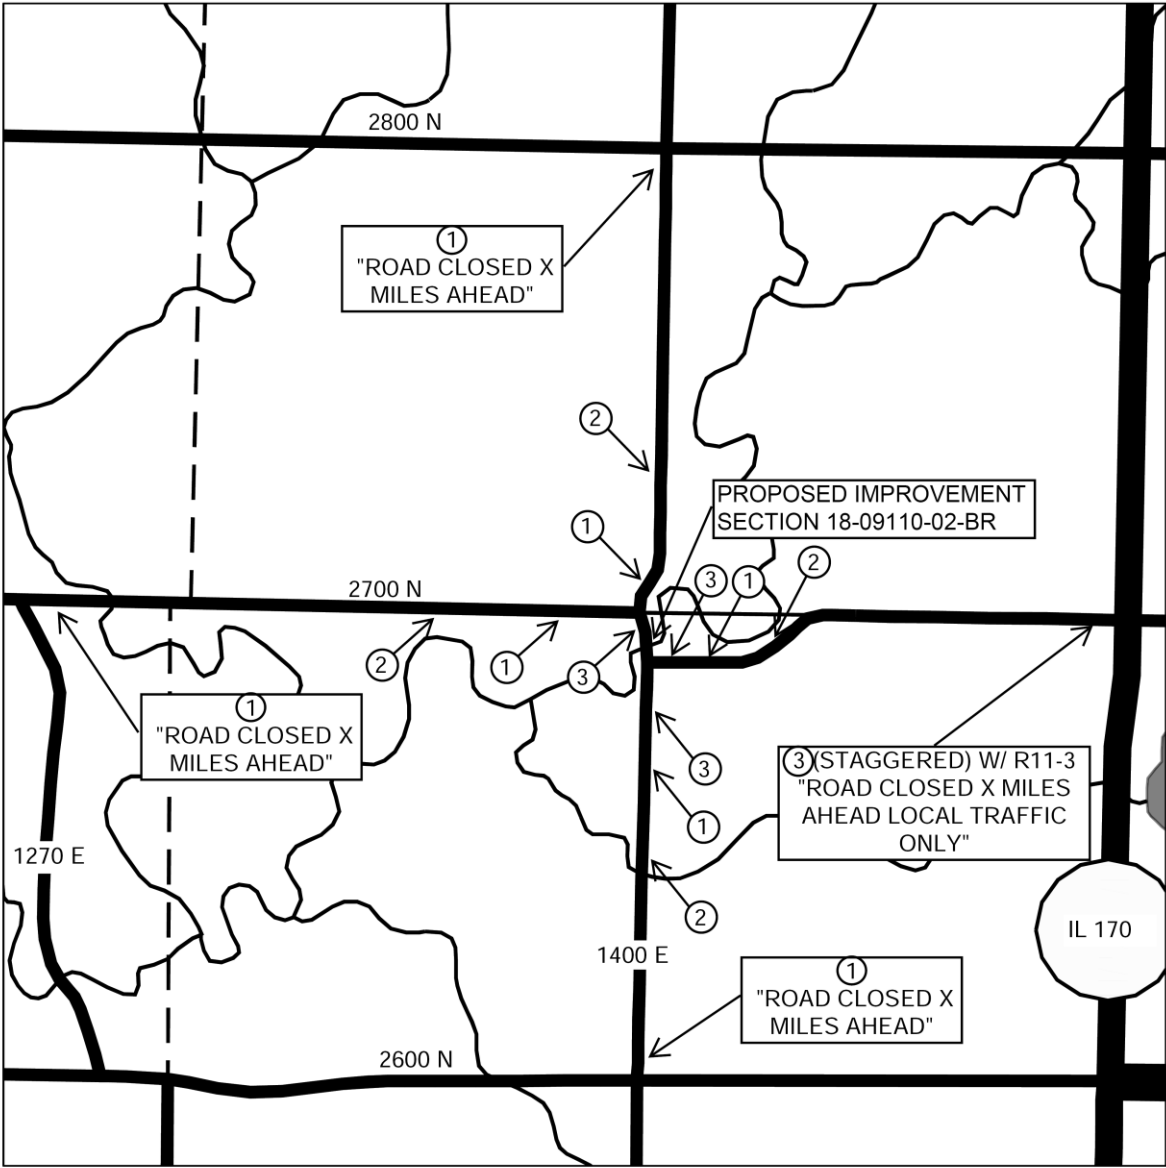 2800 N
1
"ROAD CLOSED X
MILES AHEAD"
2
PROPOSED IMPROVEMENT
SECTION 18-09110-02-BR
1
2
3
1
2700 N
2
1
3
1
"ROAD CLOSED X
MILES AHEAD"
3
3 (STAGGERED) W/ R11-3
"ROAD CLOSED X MILES
AHEAD LOCAL TRAFFIC
ONLY"
1
1270 E
2
IL 170
1400 E
1
"ROAD CLOSED X
MILES AHEAD"
2600 N